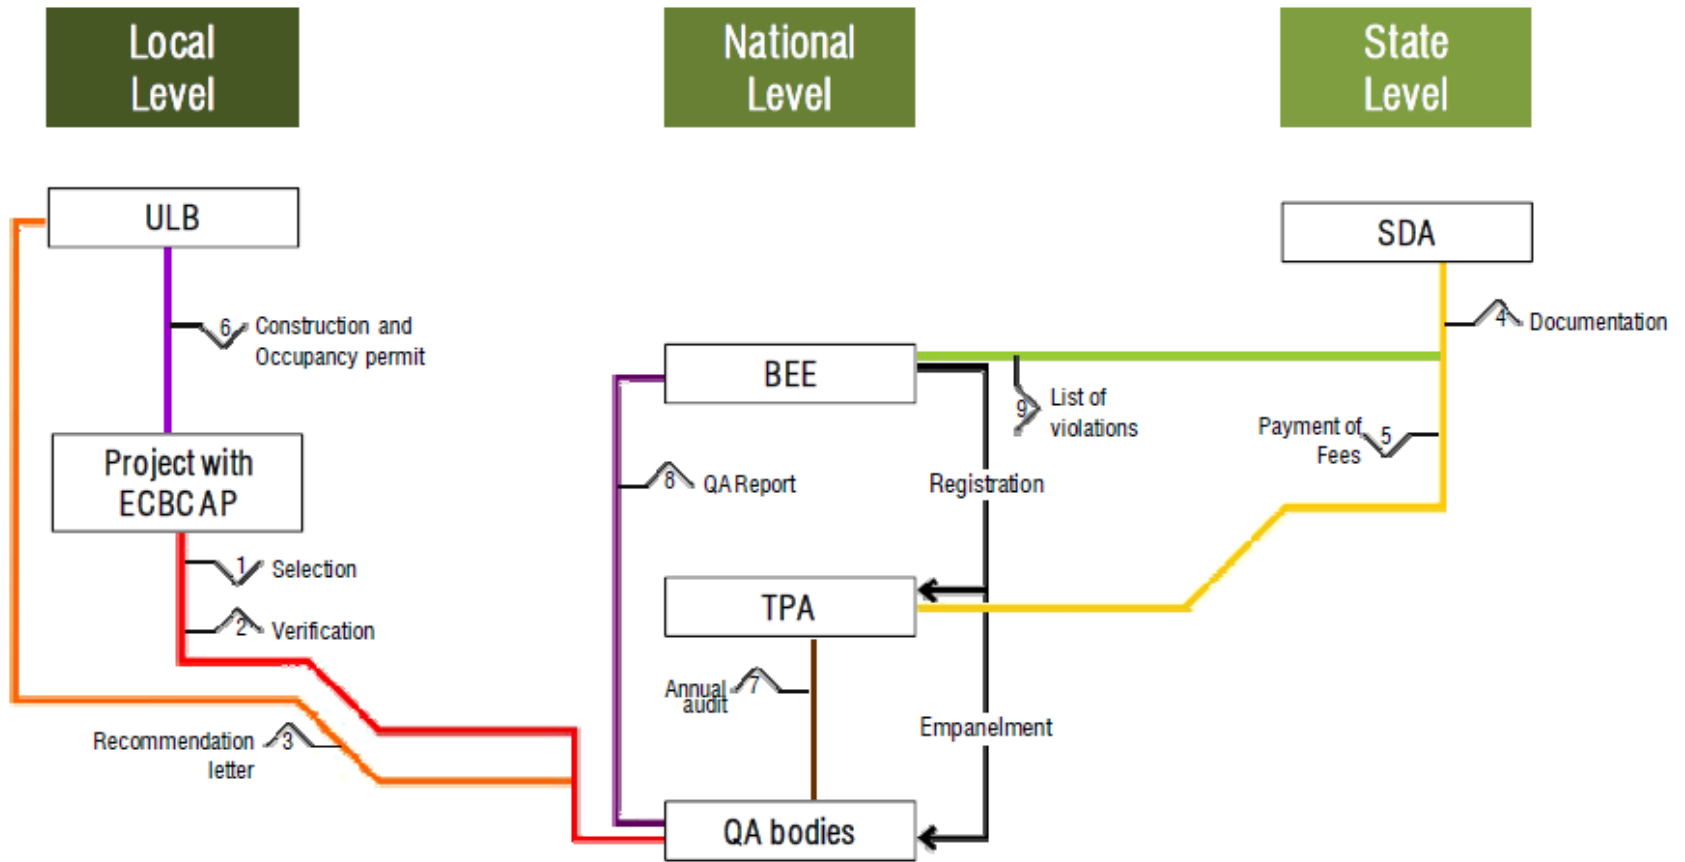 Local
Level
National
Level
State
Level
ULB
SDA
6
Construction and
Occupancy permit
4
Documentation
BEE
9
List of
violations
Payment of
Fees
5
Project with
ECBCAP
8
QA Report
Registration
1
Selection
TPA
2
Verification
Annual
audit
7
Empanelment
Recommendation
letter
3
QA bodies